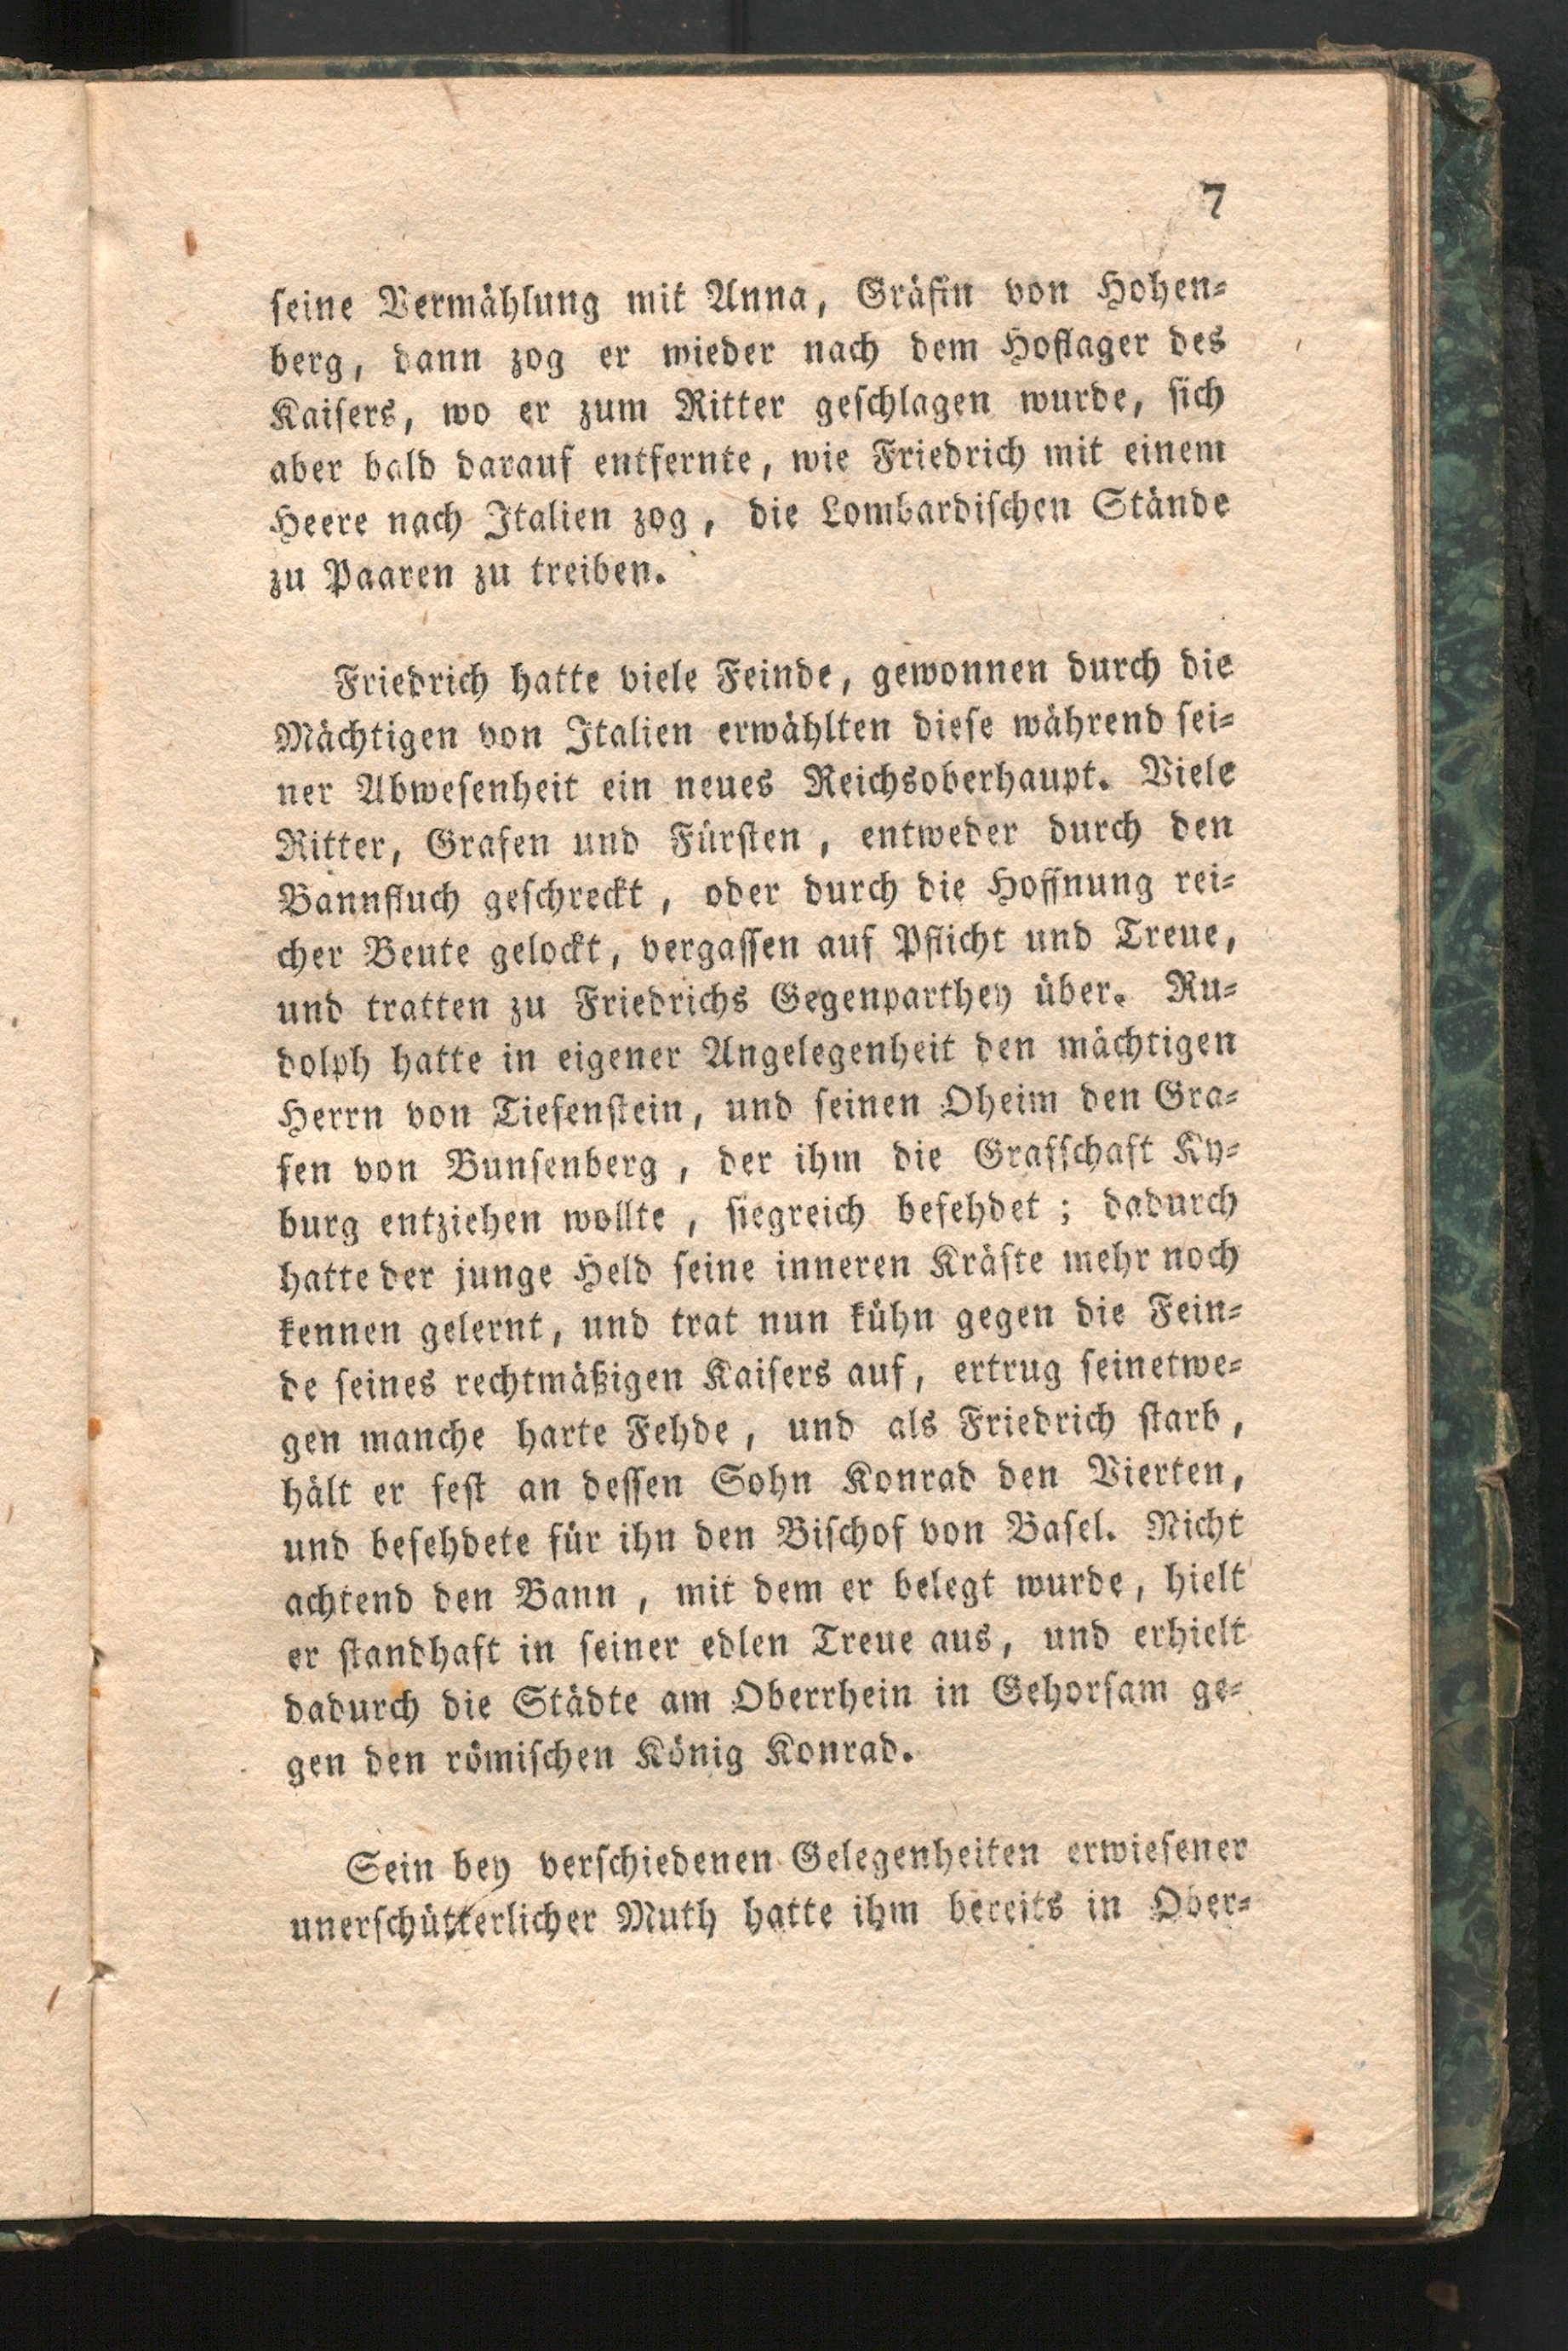 7
seine Vermählung mit Anna, Gräfin von Hohen-
berg, dann zog er wieder nach dem Hoflager des
Kaisers, wo er zum Ritter geschlagen wurde, sich
aber bald darauf entfernte, wie Friedrich mit einem
Heere nach Italien zog, die Lombardischen Stände
zu Paaren zu treiben.
Friedrich hatte viele Feinde, gewonnen durch die
Mächtigen von Italien erwählten diese während sei-
ner Abwesenheit ein neues Reichsoberhaupt. Viele
Ritter, Grafen und Fürsten, entweder durch den
Bannfluch geschreckt, oder durch die Hoffnung rei-
cher Beute gelockt, vergassen auf Pflicht und Treue,
und tratten zu Friedrichs Gegenparthey über. Ru-
dolph hatte in eigener Angelegenheit den mächtigen
Herrn von Tiefenstein, und seinen Oheim den Gra-
fen von Bunsenberg, der ihm die Grafschaft Ky-
burg entziehen wollte, siegreich befehdet; dadurch
hatte der junge Held seine inneren Kräfte mehr noch
kennen gelernt, und trat nun kühn gegen die Fein-
de seines rechtmäßigen Kaisers auf, ertrug seinetwe-
gen manche harte Fehde, und als Friedrich starb,
hält er fest an dessen Sohn Konrad den Vierten,
und befehdete für ihn den Bischof von Basel. Nicht
achtend den Bann, mit dem er belegt wurde, hielt
er standhaft in seiner edlen Treue aus, und erhielt
dadurch die Städte am Oberrhein in Gehorsam ge-
gen den römischen König Konrad.
Sein bey verschiedenen Gelegenheiten erwiesener
unerschütterlicher Muth hatte ihm bereits in Ober-